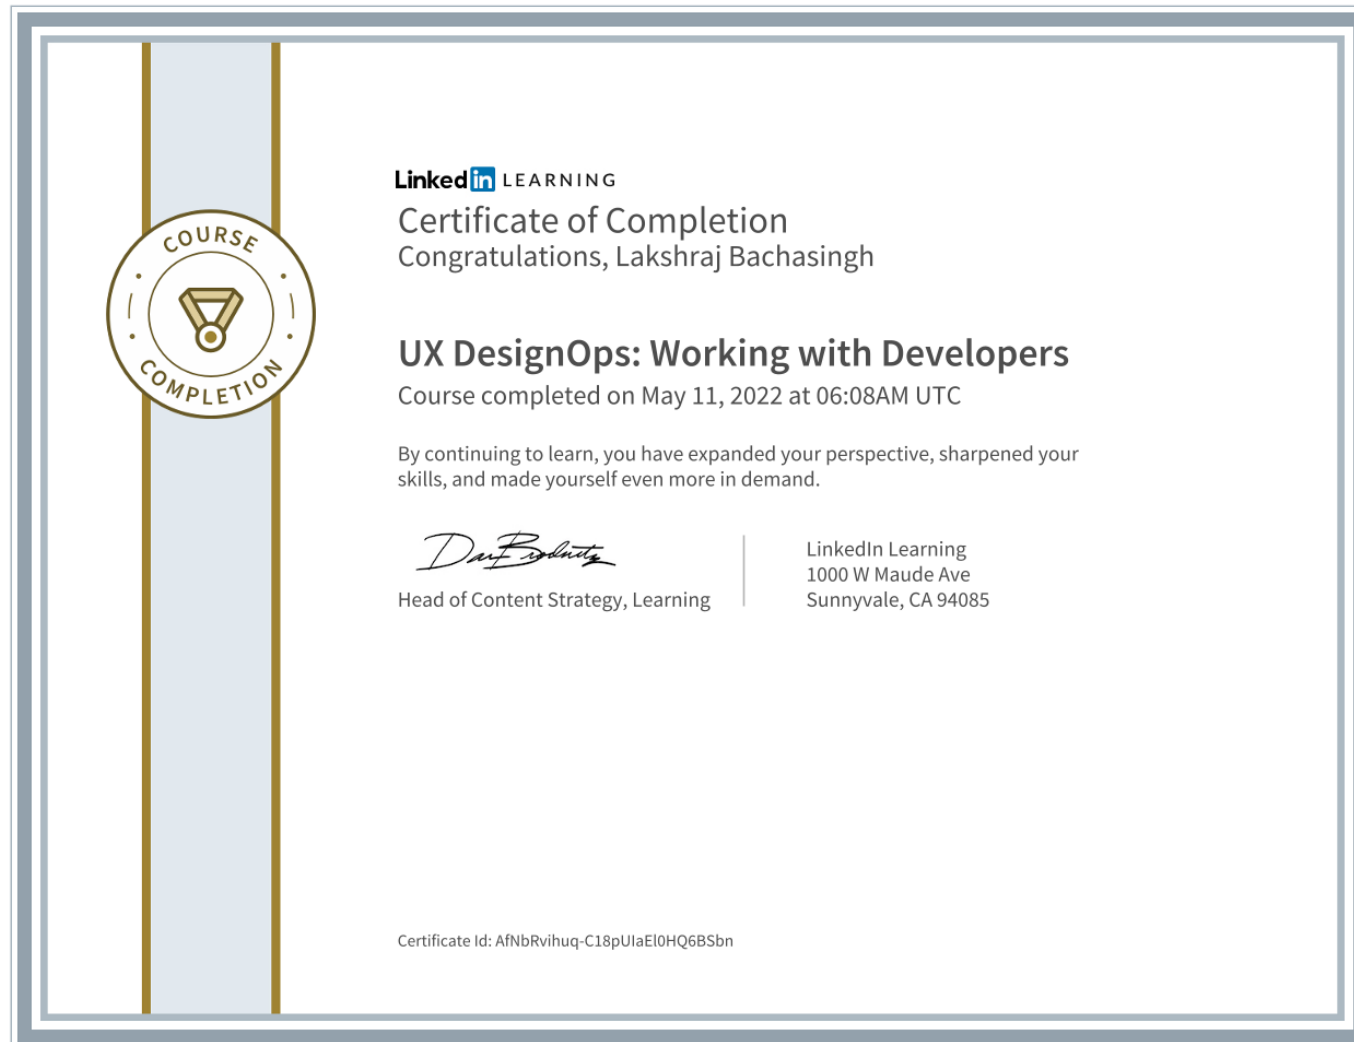 COURSE
COMPLETION
Linked in LEARNING
Certificate of Completion
Congratulations, Lakshraj Bachasingh
UX DesignOps: Working with Developers
Course completed on May 11, 2022 at 06:08AM UTC
By continuing to learn, you have expanded your perspective, sharpened your
skills, and made yourself even more in demand.
Head of Content Strategy, Learning
LinkedIn Learning
1000 W Maude Ave
Sunnyvale, CA 94085
Certificate Id: AfNbRvihuq-C18pUIaEl0HQ6BSbn